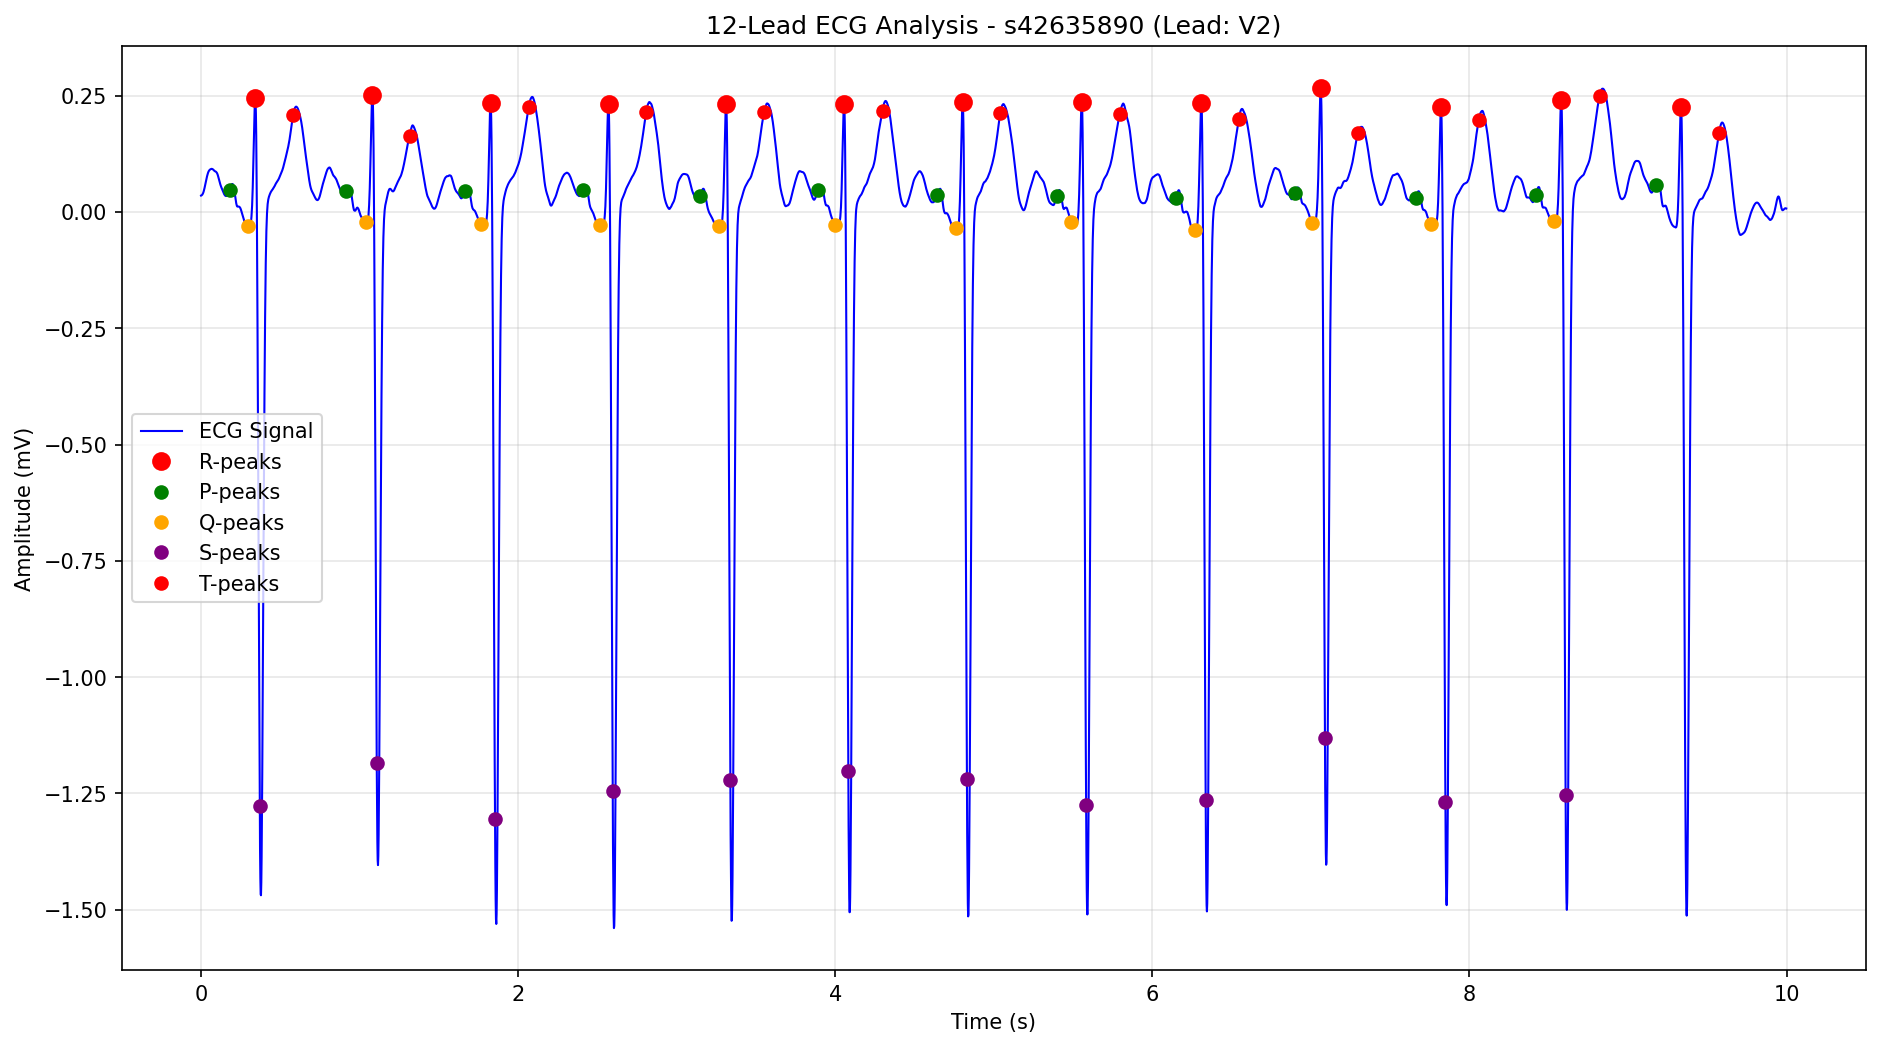 12-Lead ECG Analysis - s42635890 (Lead: V2)
Amplitude (mV)
0.25
0.00
−0.25
−0.50
−0.75
−1.00
−1.25
−1.50
ECG Signal
R-peaks
P-peaks
Q-peaks
S-peaks
T-peaks
0 2 4 6 8 10
Time (s)